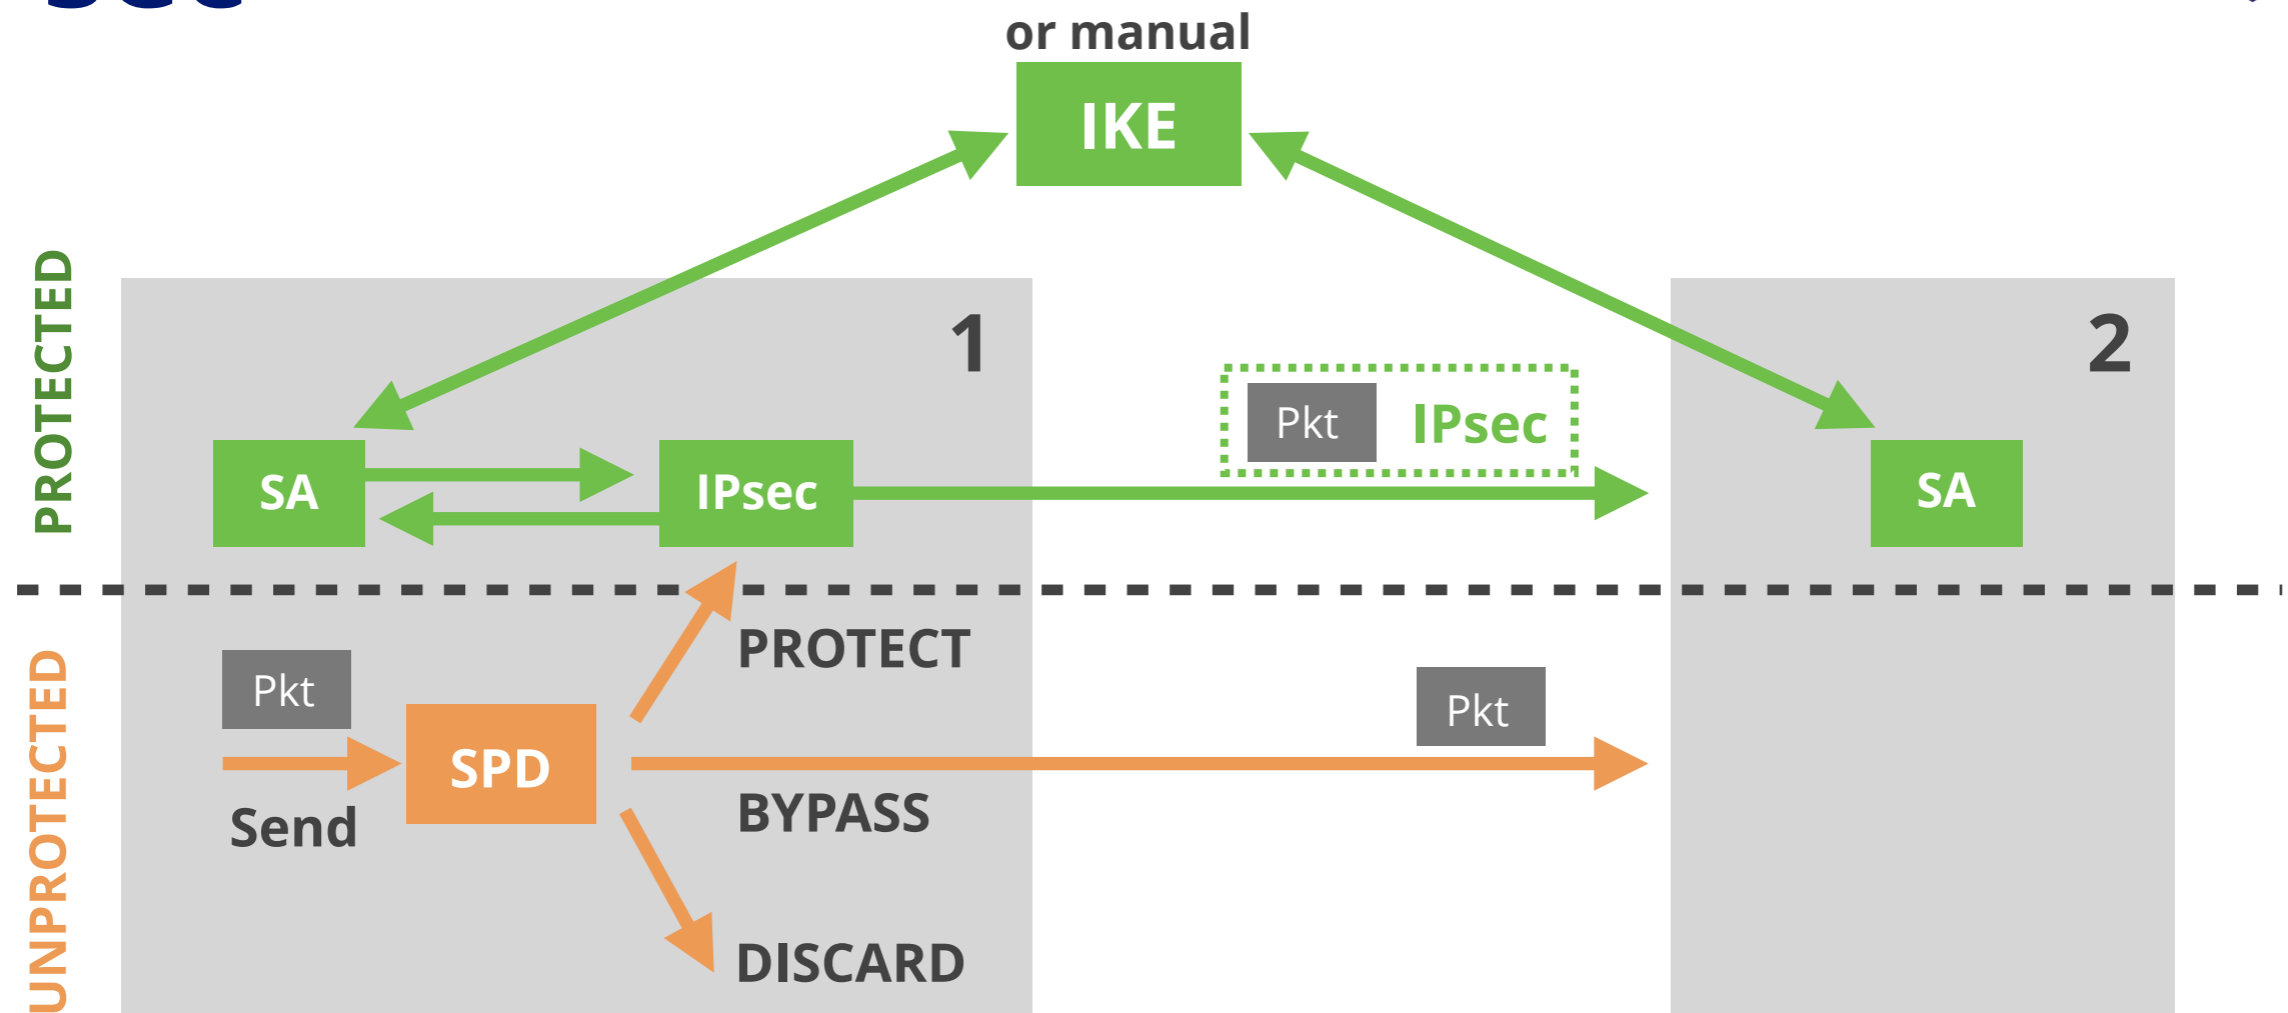 or manual
IKE
PROTECTED
1
2
Pkt IPsec
SA
IPsec
SA
UNPROTECTED
PROTECT
Pkt
Pkt
SPD
Send
BYPASS
DISCARD